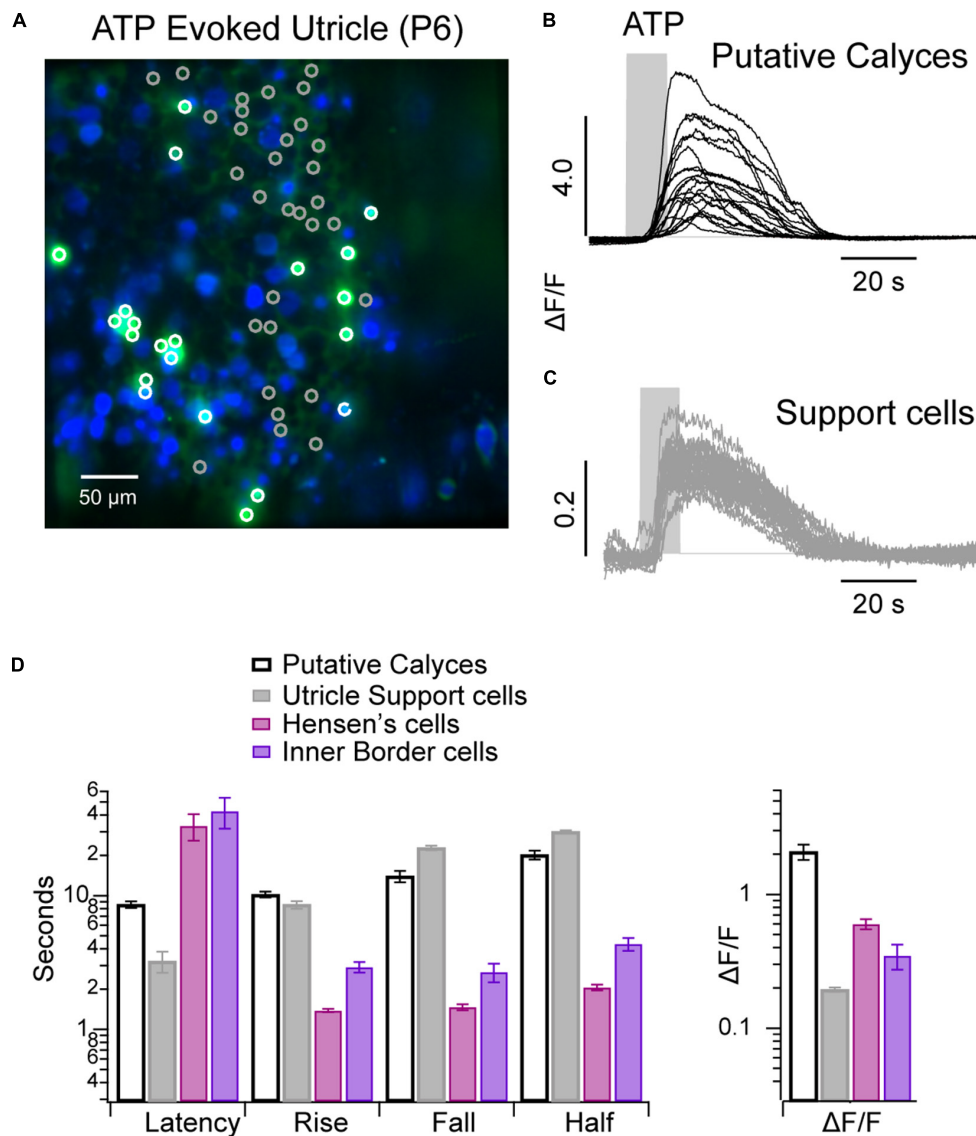 A
ATP Evoked Utricle (P6)
50 µm
B
ATP
Putative Calyces
4.0
20 s
ΔF/F
C
Support cells
0.2
20 s
D
Putative Calyces
Utricle Support cells
Hensen's cells
Inner Border cells
Seconds
6
4
2
10
8
6
4
2
1
8
6
4
Latency
Rise
Fall
Half
ΔF/F
1
0.1
ΔF/F